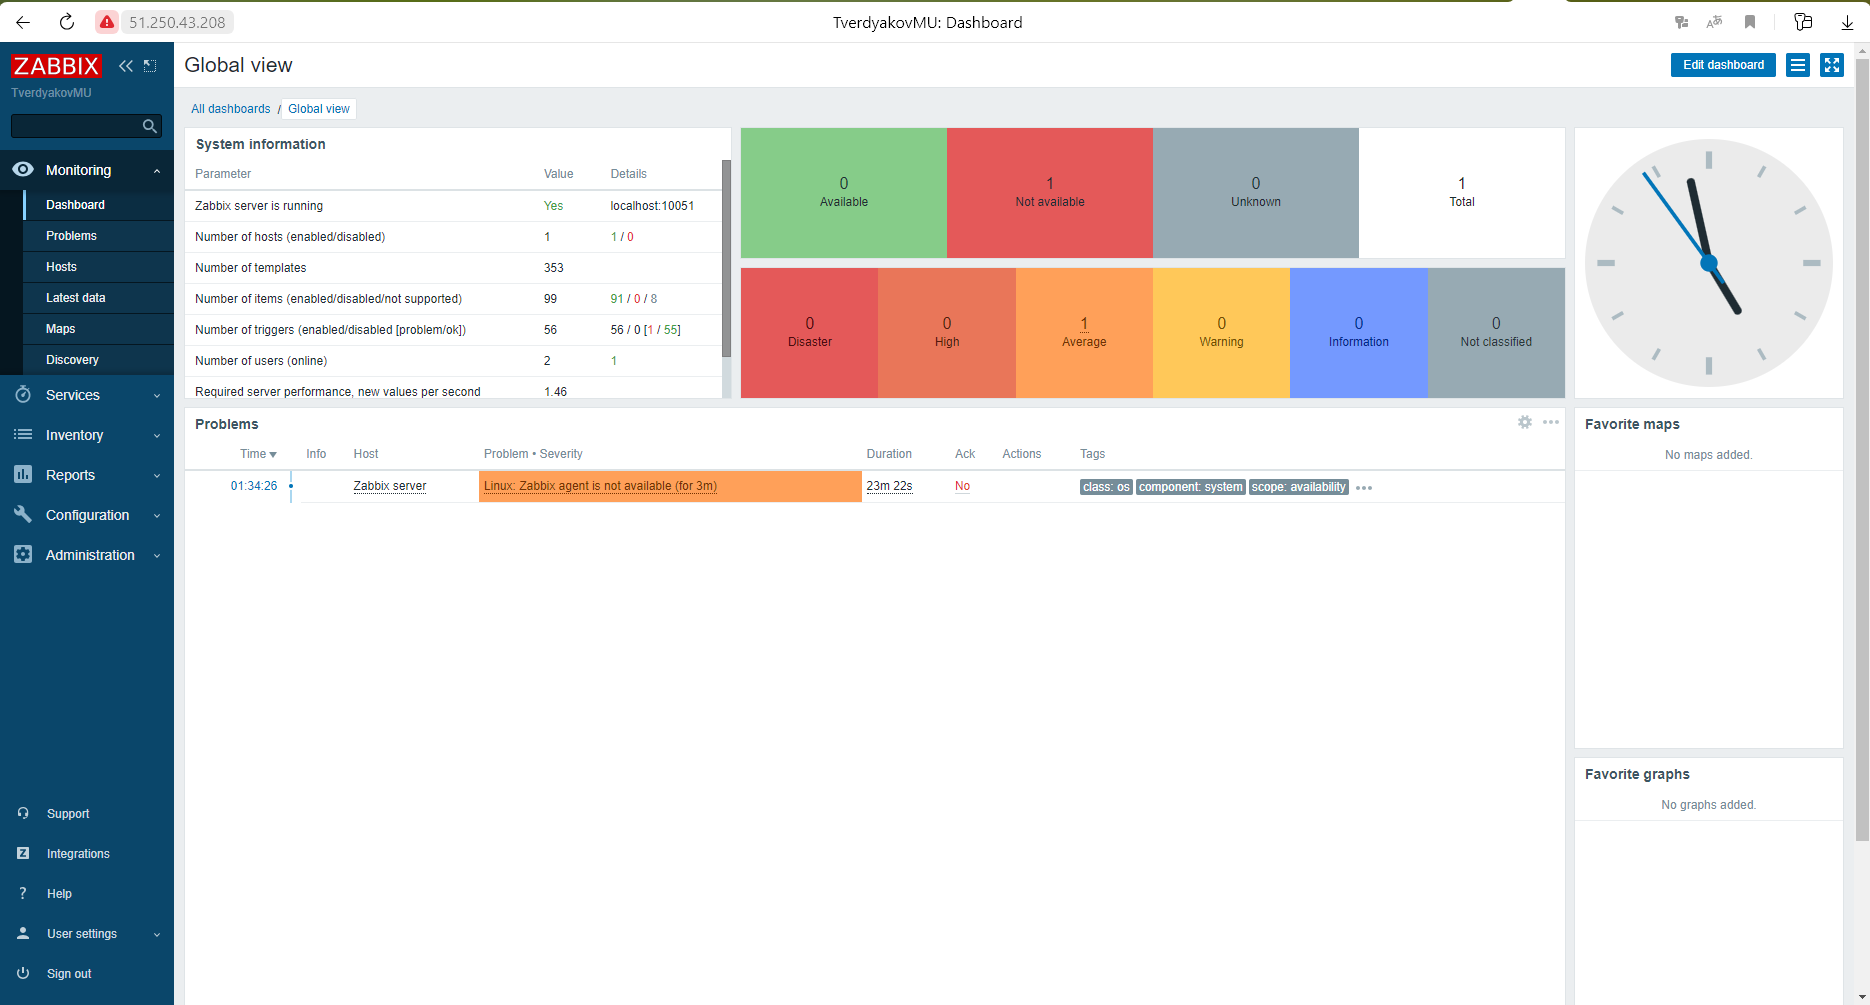 51.250.43.208
TverdyakovMU: Dashboard
ZABBIX
TverdyakovMU
Monitoring
Dashboard
Problems
Hosts
Latest data
Maps
Discovery
Services
Inventory
Reports
Configuration
Administration
Support
Z Integrations
? Help
User settings
Sign out
Global view
Edit dashboard
All dashboards / Global view
System information
Parameter Value Details
Zabbix server is running Yes localhost:10051
Number of hosts (enabled/disabled) 1 1 / 0
Number of templates 353
Number of items (enabled/disabled/not supported) 99 91 / 0 / 8
Number of triggers (enabled/disabled [problem/ok]) 56 56 / 0 [1 / 55]
Number of users (online) 2 1
Required server performance, new values per second 1.46
0 Available
1 Not available
0 Unknown
1 Total
0 Disaster
0 High
1 Average
0 Warning
0 Information
0 Not classified
Problems
Time Info Host Problem • Severity Duration Ack Actions Tags
01:34:26 Zabbix server Linux: Zabbix agent is not available (for 3m) 23m 22s No class: os component: system scope: availability •••
Favorite maps
No maps added.
Favorite graphs
No graphs added.